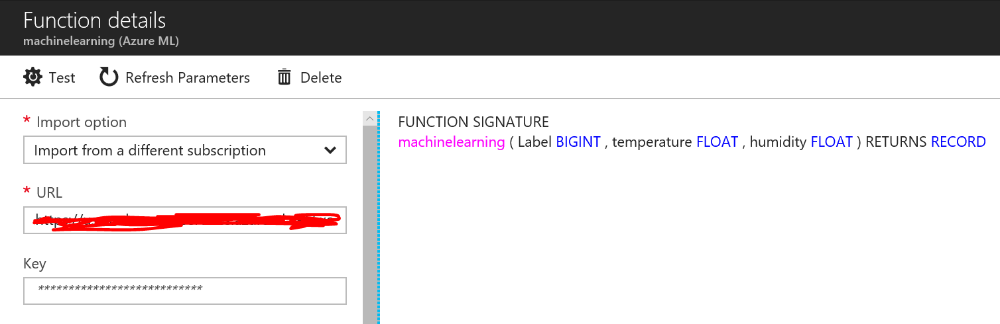 Function details
machinelearning (Azure ML)
Test Refresh Parameters Delete
* Import option
Import from a different subscription
* URL
Key
***************************
FUNCTION SIGNATURE
machinelearning ( Label BIGINT , temperature FLOAT , humidity FLOAT ) RETURNS RECORD